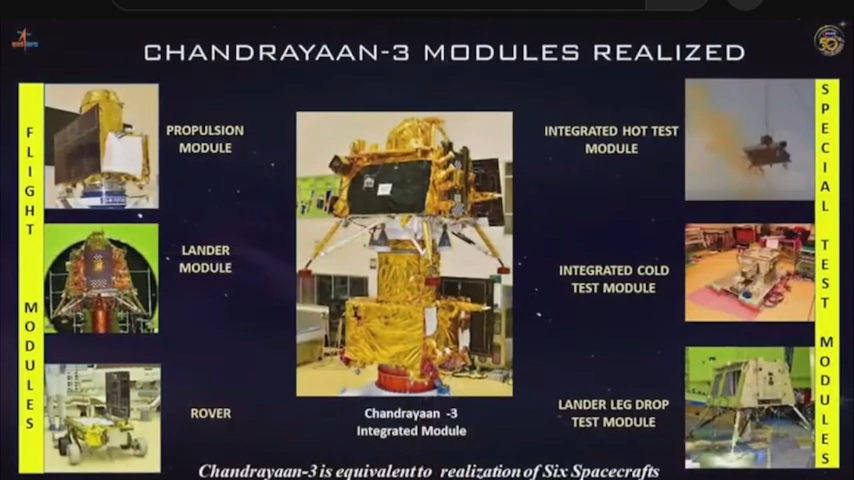 CHANDRAYAAN-3 MODULES REALIZED
FLIGHT MODULES
PROPULSION
MODULE
LANDER
MODULE
ROVER
Chandrayaan -3
Integrated Module
INTEGRATED HOT TEST
MODULE
INTEGRATED COLD
TEST MODULE
LANDER LEG DROP
TEST MODULE
SPECIAL TEST MODULES
Chandrayaan-3 is equivalent to realization of Six Spacecrafts